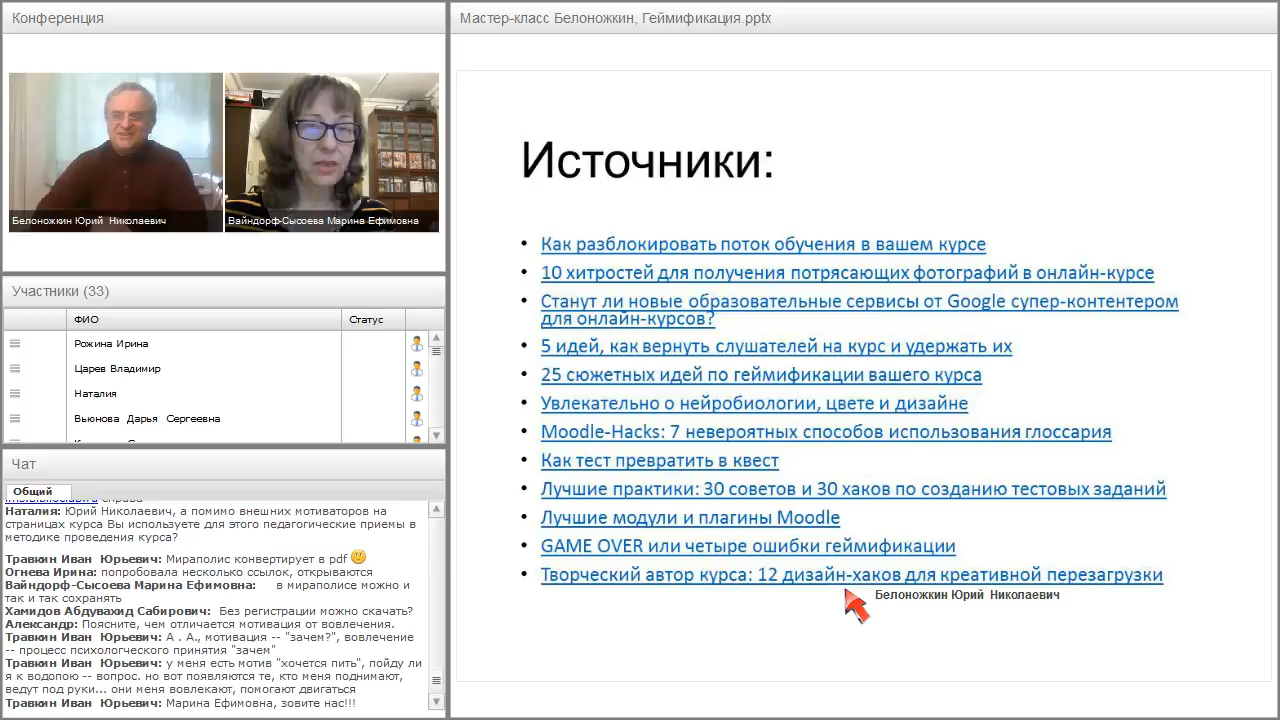 Конференция
Белоножкин Юрий Николаевич
Вайндорф-Сысоева Марина Ефимовна
Участники (33)
ФИО
Статус
Рожина Ирина
Царев Владимир
Наталия
Вьюнова Дарья Сергеевна
Чат
Общий
справа
Наталия: Юрий Николаевич, а помимо внешних мотиваторов на
страницах курса Вы используете для этого педагогические приемы в
методике проведения курса?
Травкин Иван Юрьевич: Мираполис конвертирует в pdf
Огнева Ирина: попробовала несколько ссылок, открываются
Вайндорф-Сысоева Марина Ефимовна: в мираполисе можно и
так и так сохранять
Хамидов Абдувахид Сабирович: Без регистрации можно скачать?
Александр: Поясните, чем отличается мотивация от вовлечения.
Травкин Иван Юрьевич: А . А., мотивация -- "зачем?", вовлечение
-- процесс психологческого принятия "зачем"
Травкин Иван Юрьевич: у меня есть мотив "хочется пить", пойду ли
я к водопою -- вопрос. но вот появляются те, кто меня поднимают,
ведут под руки... они меня вовлекают, помогают двигаться
Травкин Иван Юрьевич: Марина Ефимовна, зовите нас!!!
Мастер-класс Белоножкин, Геймификация.pptx
Источники:
• Как разблокировать поток обучения в вашем курсе
• 10 хитростей для получения потрясающих фотографий в онлайн-курсе
• Станут ли новые образовательные сервисы от Google супер-контентером
для онлайн-курсов?
• 5 идей, как вернуть слушателей на курс и удержать их
• 25 сюжетных идей по геймификации вашего курса
• Увлекательно о нейробиологии, цвете и дизайне
• Moodle-Hacks: 7 невероятных способов использования глоссария
• Как тест превратить в квест
• Лучшие практики: 30 советов и 30 хаков по созданию тестовых заданий
• Лучшие модули и плагины Moodle
• GAME OVER или четыре ошибки геймификации
• Творческий автор курса: 12 дизайн-хаков для креативной перезагрузки
Белоножкин Юрий Николаевич